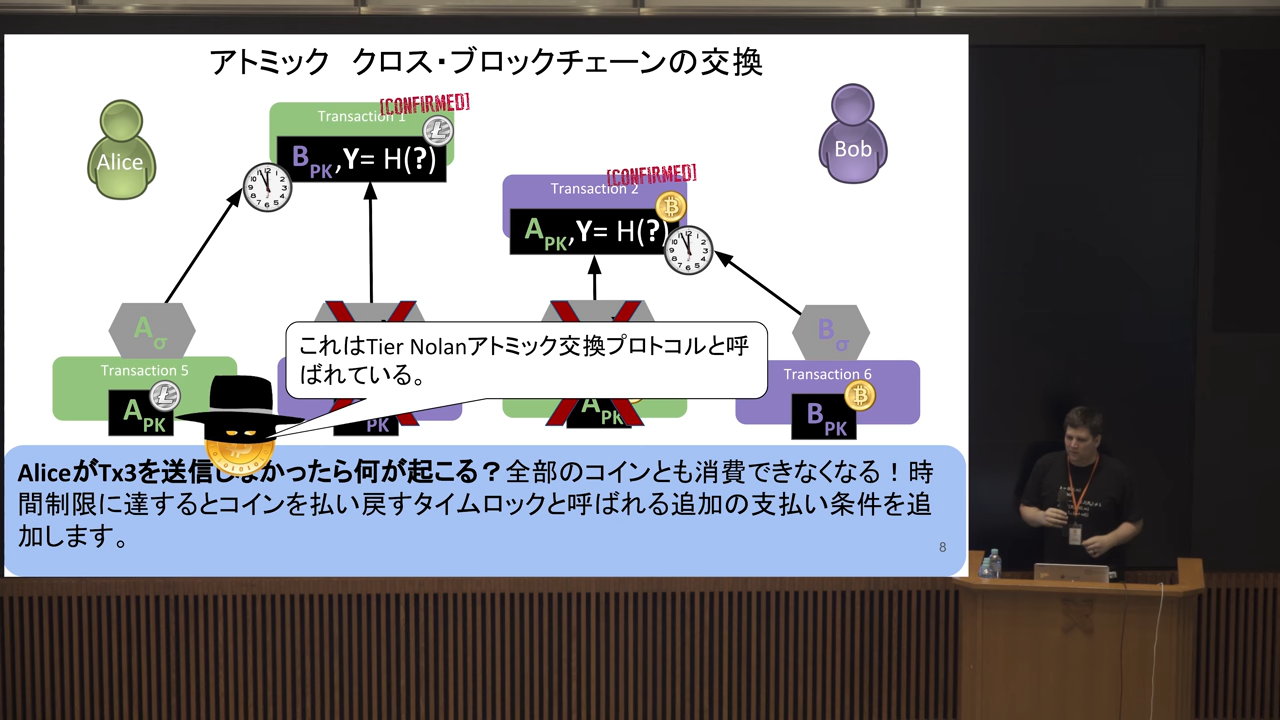 アトミック　クロス・ブロックチェーンの交換
[CONFIRMED]
Transaction 1
Alice
BPK,Y= H(?)
Bob
[CONFIRMED]
Transaction 2
APK,Y= H(?)
Aσ
Bσ
これはTier Nolanアトミック交換プロトコルと呼
ばれている。
Transaction 5
Transaction 6
APK
PK
APK
BPK
AliceがTx3を送信しなかったら何が起こる？全部のコインとも消費できなくなる！時
間制限に達するとコインを払い戻すタイムロックと呼ばれる追加の支払い条件を追
加します。
8